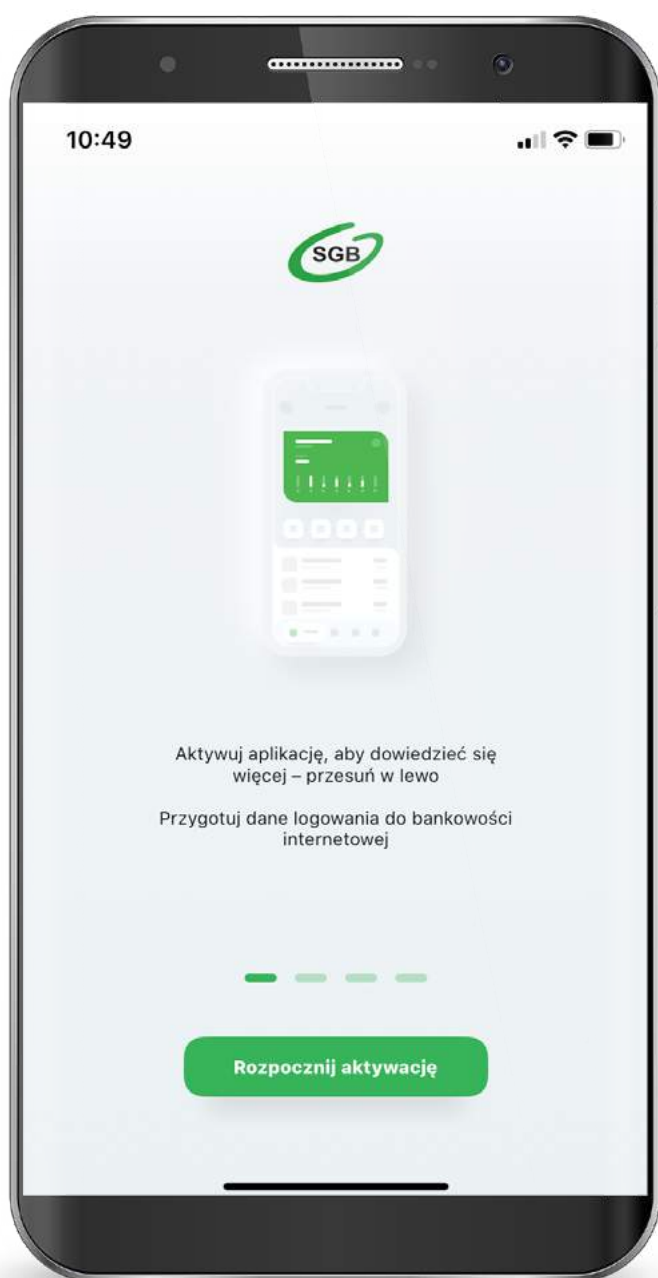 10:49
SGB
Aktywuj aplikację, aby dowiedzieć się
więcej – przesuń w lewo
Przygotuj dane logowania do bankowości
internetowej
Rozpocznij aktywację